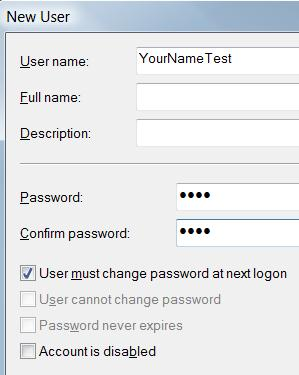 New User
User name: YourNameTest
Full name:
Description:
Password: ••••
Confirm password: ••••
User must change password at next logon
User cannot change password
Password never expires
Account is disabled